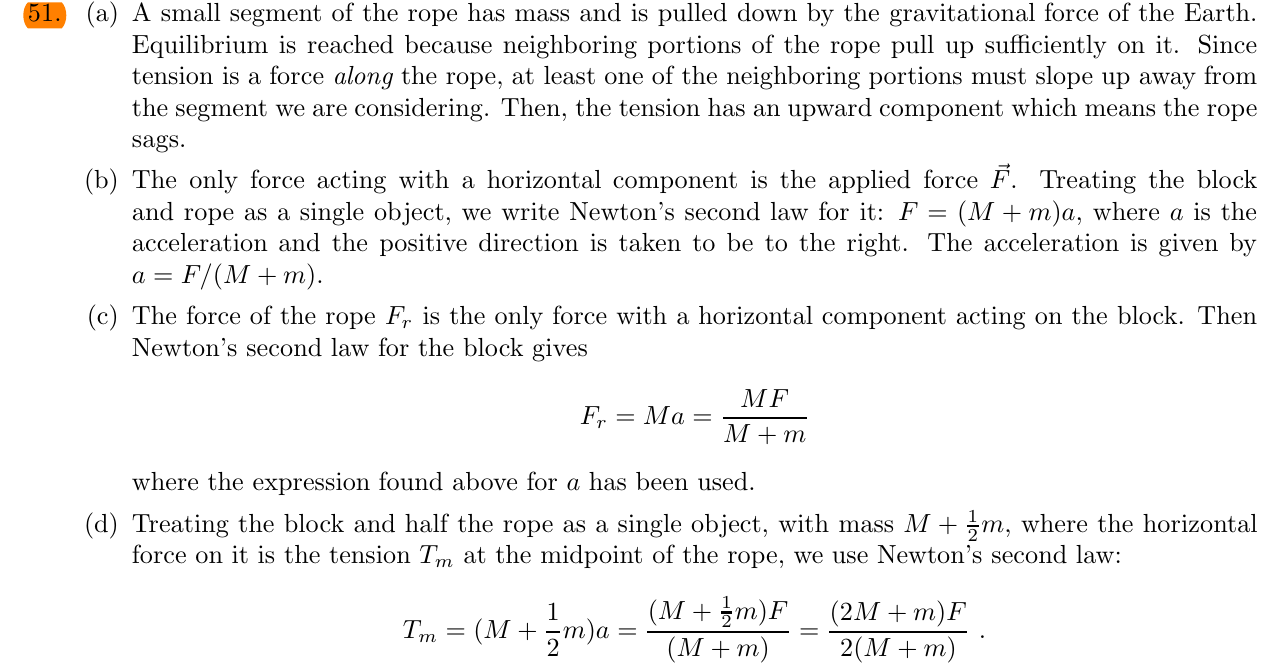 51. (a) A small segment of the rope has mass and is pulled down by the gravitational force of the Earth.
Equilibrium is reached because neighboring portions of the rope pull up sufficiently on it. Since
tension is a force along the rope, at least one of the neighboring portions must slope up away from
the segment we are considering. Then, the tension has an upward component which means the rope
sags.
(b) The only force acting with a horizontal component is the applied force \vec{F}. Treating the block
and rope as a single object, we write Newton's second law for it: F = (M + m)a, where a is the
acceleration and the positive direction is taken to be to the right. The acceleration is given by
a = F/(M + m).
(c) The force of the rope F_r is the only force with a horizontal component acting on the block. Then
Newton's second law for the block gives
F_r = Ma = \frac{MF}{M + m}
where the expression found above for a has been used.
(d) Treating the block and half the rope as a single object, with mass M + \frac{1}{2}m, where the horizontal
force on it is the tension T_m at the midpoint of the rope, we use Newton's second law:
T_m = (M + \frac{1}{2}m)a = \frac{(M + \frac{1}{2}m)F}{(M + m)} = \frac{(2M + m)F}{2(M + m)} .